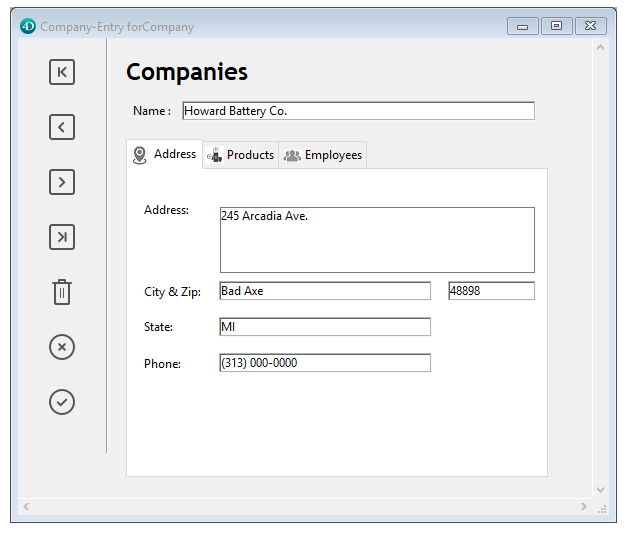 4D Company-Entry forCompany
Companies
Name : Howard Battery Co.
Address Products Employees
Address: 245 Arcadia Ave.
City & Zip: Bad Axe 48898
State: MI
Phone: (313) 000-0000